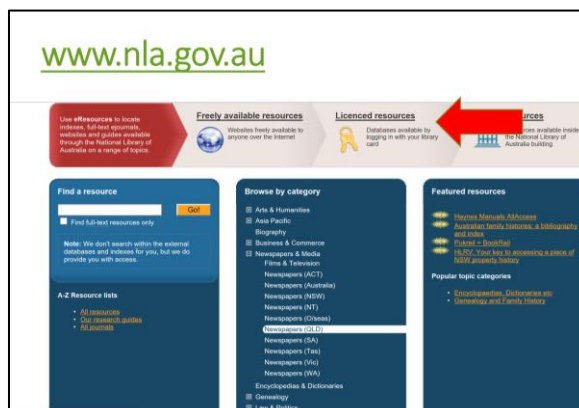 www.nla.gov.au
Use eResources to locate
indexes, full-text ejournals,
websites and guides available
through the National Library of
Australia on a range of topics.
Freely available resources
Websites freely available to
anyone over the Internet
Licenced resources
Databases available by
logging in with your library
card
urces
urces available inside
the National Library of
Australia building
Find a resource
Go!
Find full-text resources only
Note: We don't search within the external
databases and indexes for you, but we do
provide you with access.
A-Z Resource lists
All resources
Our research guides
All journals
Browse by category
Arts & Humanities
Asia Pacific
Biography
Business & Commerce
Newspapers & Media
Films & Television
Newspapers (ACT)
Newspapers (Australia)
Newspapers (NSW)
Newspapers (NT)
Newspapers (O/seas)
Newspapers (QLD)
Newspapers (SA)
Newspapers (Tas)
Newspapers (Vic)
Newspapers (WA)
Encyclopedias & Dictionaries
Genealogy
Law & Politics
Featured resources
Haynes Manuals AllAccess
Australian family histories: a bibliography
and index
HLRV: Your key to accessing a piece of
NSW property history
Popular topic categories
Encyclopaedias, Dictionaries etc
Genealogy and Family History